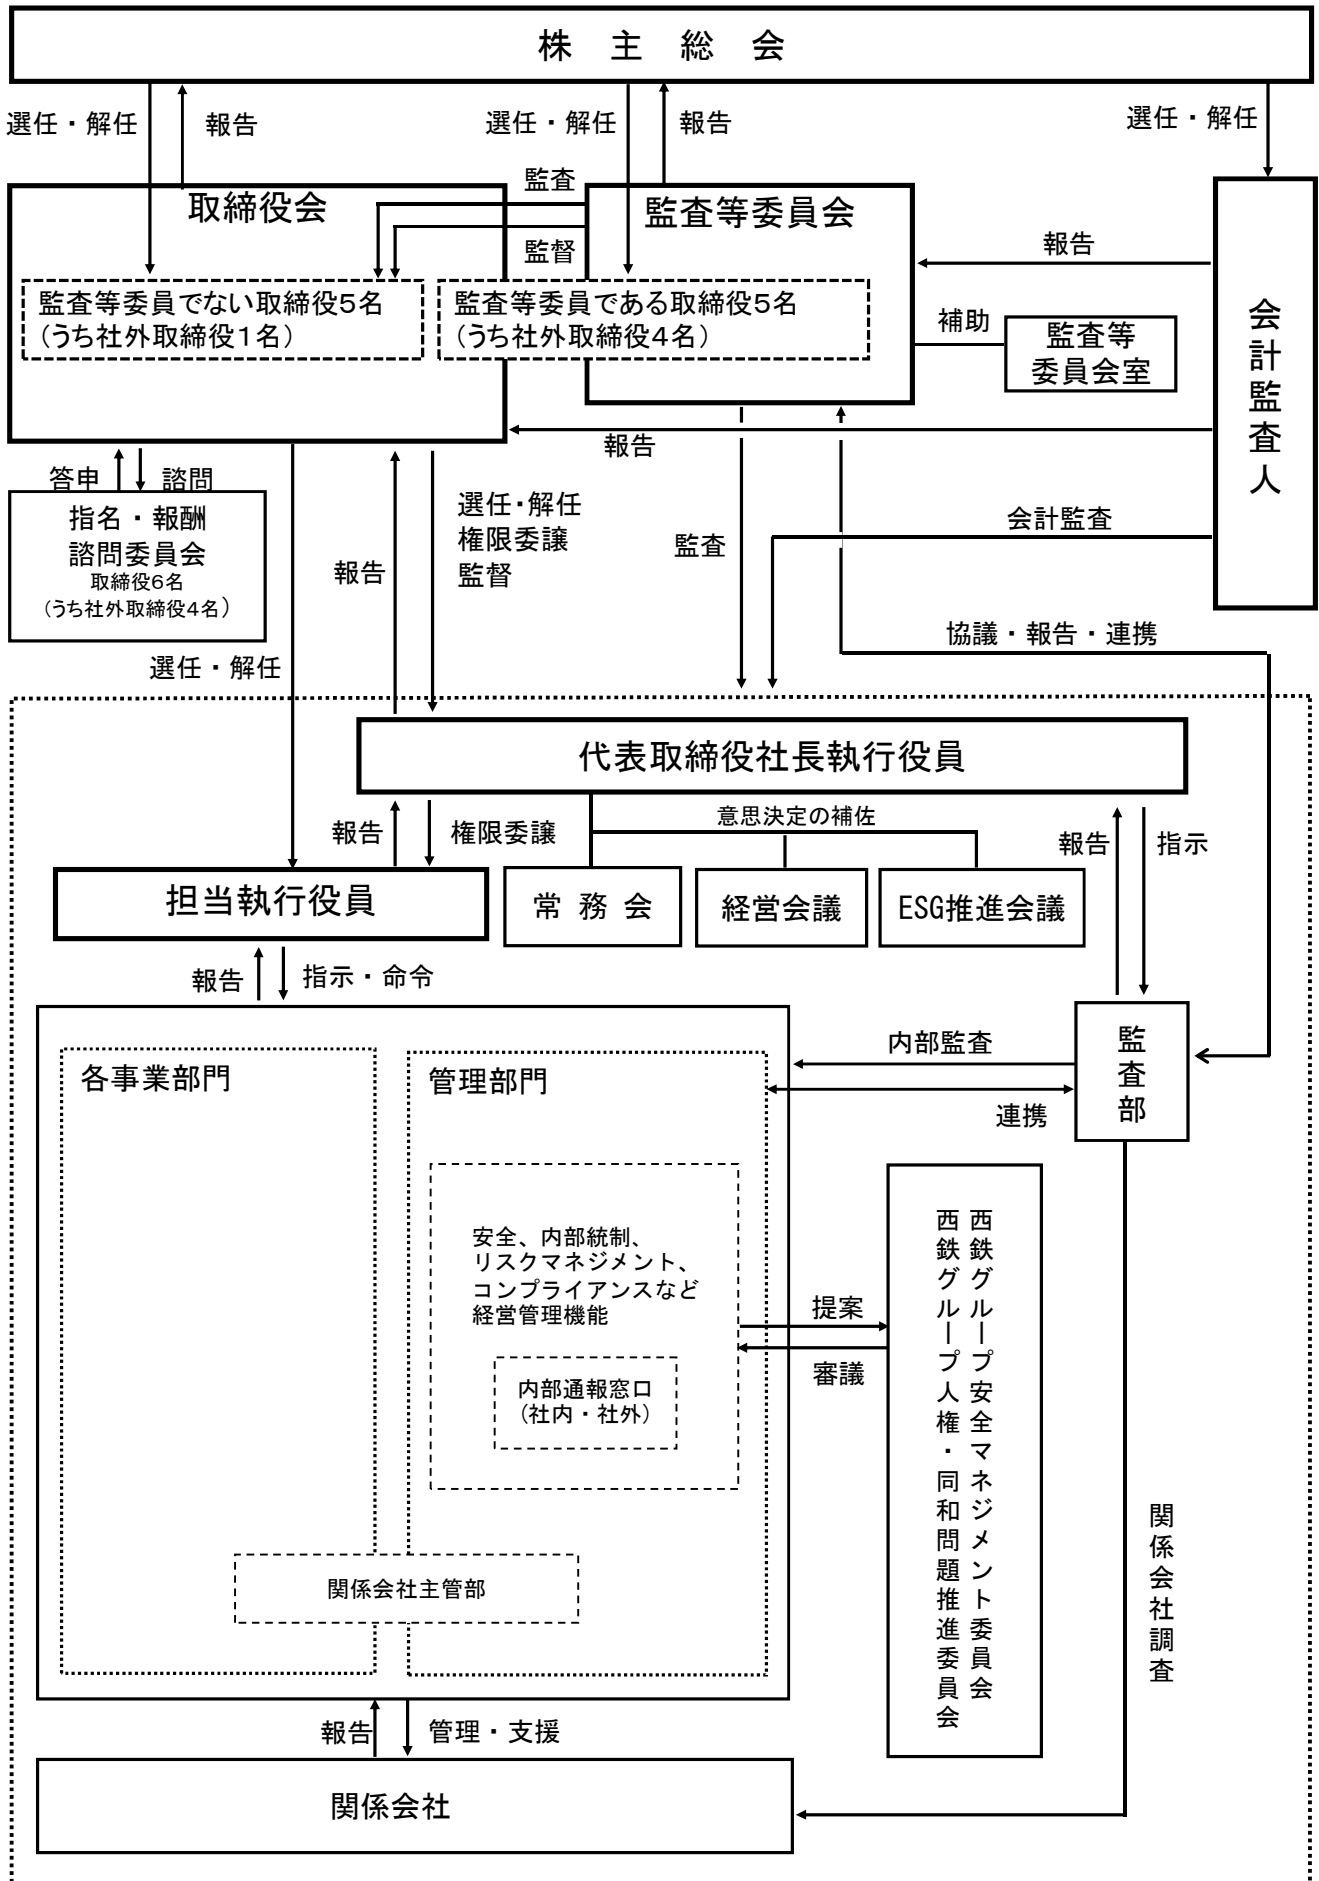 株 主 総 会
選任・解任
報告
選任・解任
報告
選任・解任
取締役会
監査
監査等委員会
監督
報告
監査等委員でない取締役5名
(うち社外取締役1名)
監査等委員である取締役5名
(うち社外取締役4名)
補助
監査等
委員会室
会計監査人
報告
答申
諮問
指名・報酬
諮問委員会
取締役6名
(うち社外取締役4名)
選任・解任
権限委譲
監督
報告
監査
会計監査
協議・報告・連携
選任・解任
代表取締役社長執行役員
報告
権限委譲
意思決定の補佐
報告
指示
担当執行役員
常 務 会
経営会議
ESG推進会議
報告
指示・命令
各事業部門
管理部門
内部監査
連携
監査部
安全、内部統制、
リスクマネジメント、
コンプライアンスなど
経営管理機能
内部通報窓口
(社内・社外)
提案
審議
西鉄グループ安全マネジメント委員会
西鉄グループ人権・同和問題推進委員会
関係会社調査
関係会社主管部
報告
管理・支援
関係会社